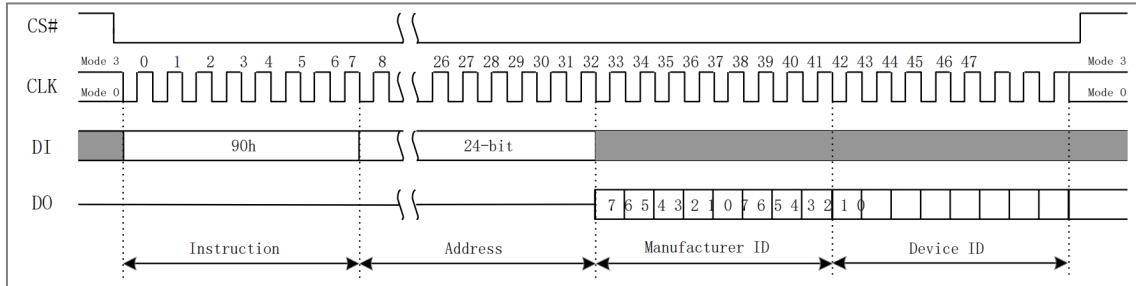 CS#
Mode 3 0 1 2 3 4 5 6 7 8 26 27 28 29 30 31 32 33 34 35 36 37 38 39 40 41 42 43 44 45 46 47 Mode 3
CLK
Mode 0 Mode 0
DI 90h 24-bit
DO 7 6 5 4 3 2 1 0 7 6 5 4 3 2 1 0
Instruction Address Manufacturer ID Device ID